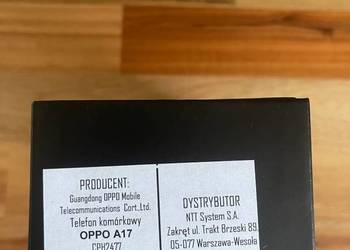 PRODUCENT:
Guangdong OPPO Mobile
Telecommunications Cort.,Ltd.
Telefon komórkowy
OPPO A17
CPH2477
DYSTRYBUTOR
NTT System S.A.
Zakręt ul. Trakt Brzeski 89,
05-077 Warszawa-Wesoła